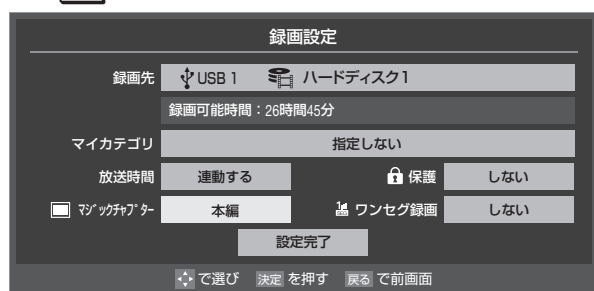 録画設定
録画先 USB 1 ハードディスク1
録画可能時間：26時間45分
マイカテゴリ 指定しない
放送時間 連動する 保護 しない
ﾏｼﾞｯｸﾁｬﾌﾟﾀｰ 本編 ワンセグ録画 しない
設定完了
で選び 決定 を押す 戻る で前画面